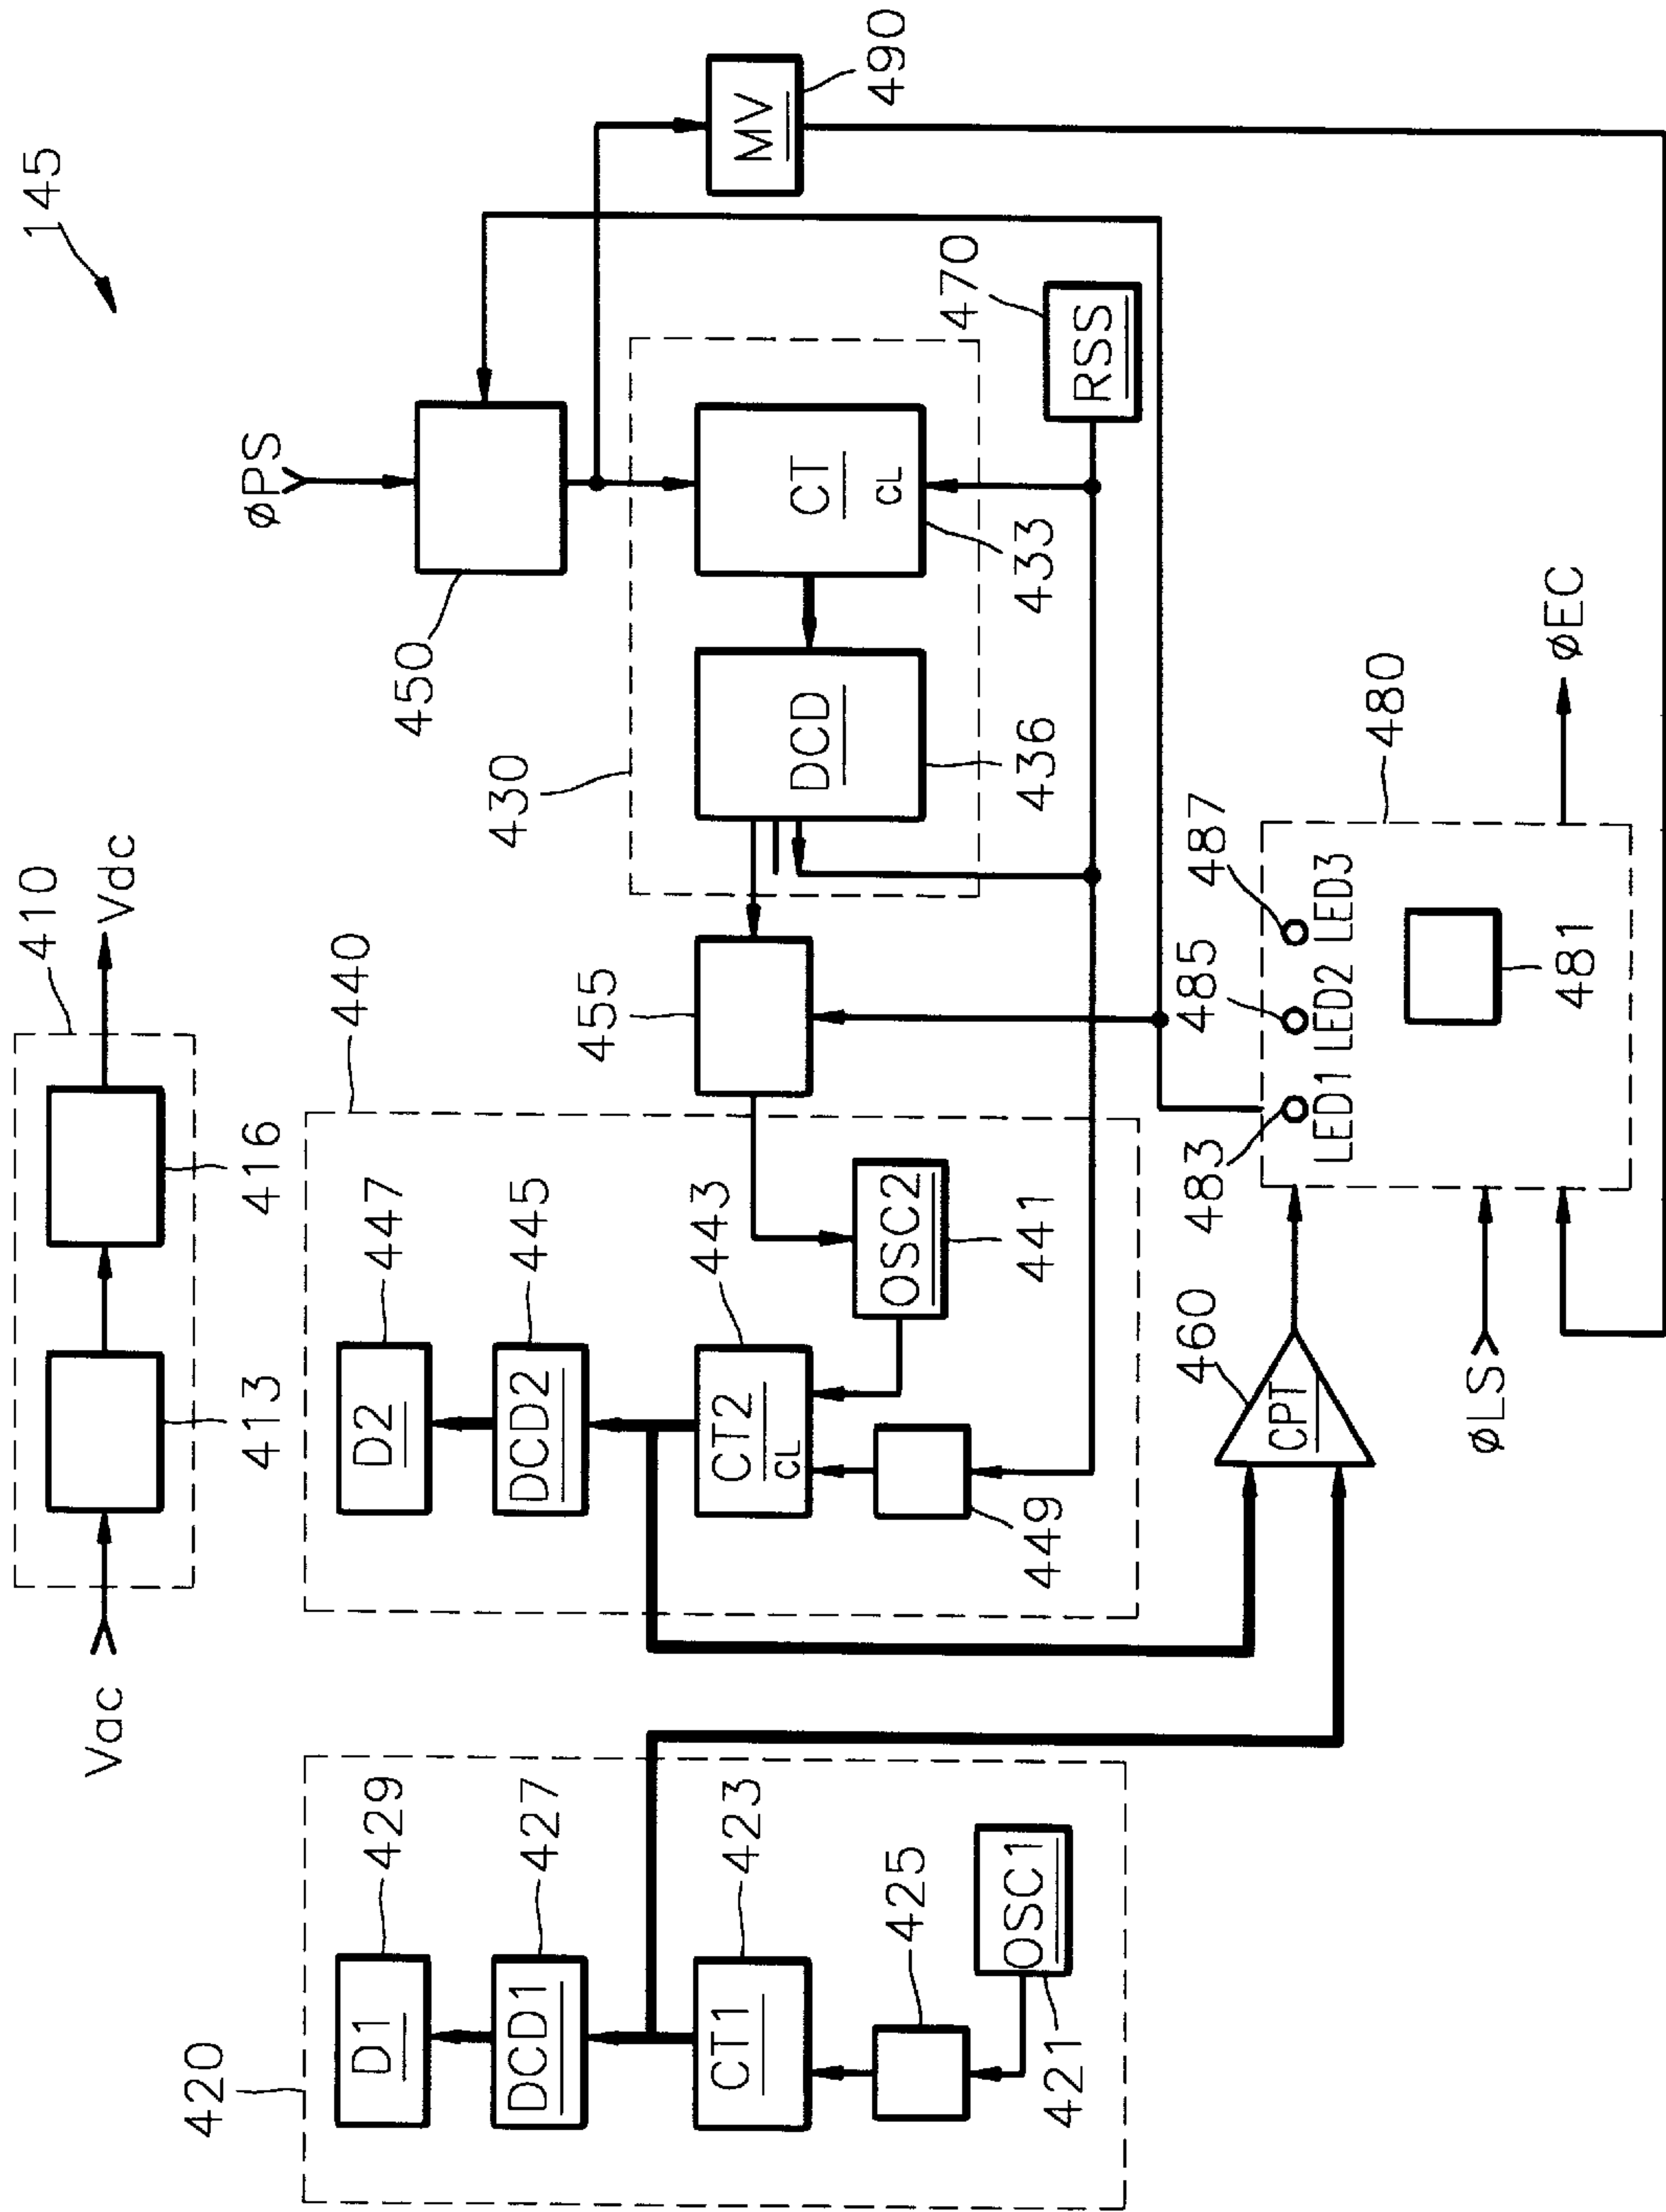 145
Vac
410
Vdc
413
416
420
D1
429
DCD1
427
CT1
423
425
OSC1
421
440
D2
447
DCD2
445
CT2
CL
443
OSC2
441
449
455
430
DCD
436
CT
CL
433
450
øPS
MV
490
RSS
470
CPT
460
øLS
483
485
487
LED1
LED2
LED3
481
480
øEC